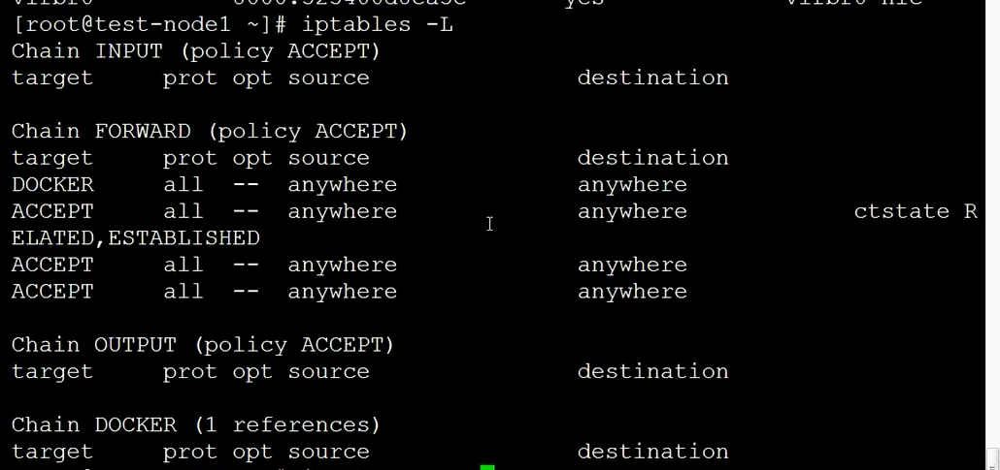 [root@test-node1 ~]# iptables -L
Chain INPUT (policy ACCEPT)
target     prot opt source               destination
Chain FORWARD (policy ACCEPT)
target     prot opt source               destination
DOCKER     all  --  anywhere             anywhere
ACCEPT     all  --  anywhere             anywhere            ctstate R
ELATED,ESTABLISHED
ACCEPT     all  --  anywhere             anywhere
ACCEPT     all  --  anywhere             anywhere
Chain OUTPUT (policy ACCEPT)
target     prot opt source               destination
Chain DOCKER (1 references)
target     prot opt source               destination